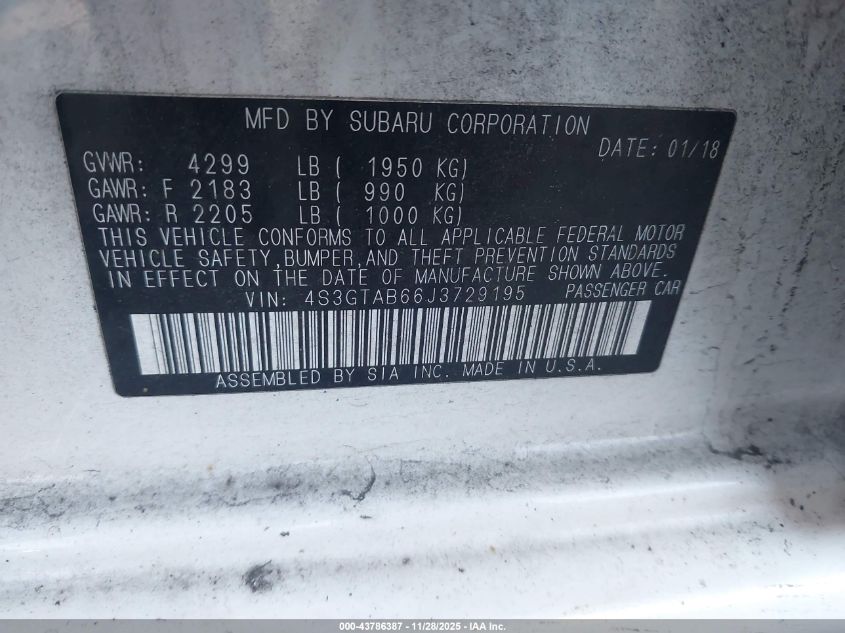 MFD BY SUBARU CORPORATION
DATE: 01/18
GVWR: 4299 LB ( 1950 KG)
GAWR: F 2183 LB ( 990 KG)
GAWR: R 2205 LB ( 1000 KG)
THIS VEHICLE CONFORMS TO ALL APPLICABLE FEDERAL MOTOR
VEHICLE SAFETY,BUMPER,AND THEFT PREVENTION STANDARDS
IN EFFECT ON THE DATE OF MANUFACTURE SHOWN ABOVE.
VIN: 4S3GTAB66J3729195 PASSENGER CAR
ASSEMBLED BY SIA INC. MADE IN U.S.A.
000-43786387 - 11/28/2025 - IAA Inc.